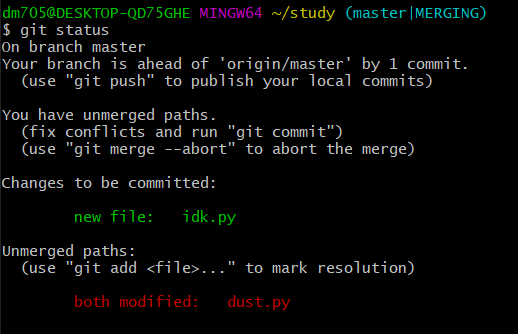 dm705@DESKTOP-QD75GHE MINGW64 ~/study (master|MERGING)
$ git status
On branch master
Your branch is ahead of 'origin/master' by 1 commit.
  (use "git push" to publish your local commits)

You have unmerged paths.
  (fix conflicts and run "git commit")
  (use "git merge --abort" to abort the merge)

Changes to be committed:

        new file:   idk.py

Unmerged paths:
  (use "git add <file>..." to mark resolution)

        both modified:   dust.py